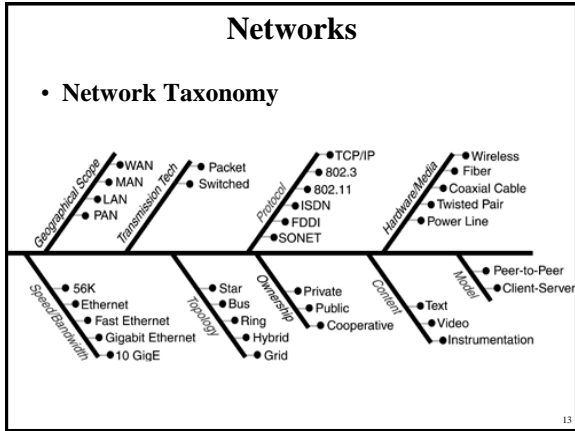 Networks
• Network Taxonomy
Geographical Scope
WAN
MAN
LAN
PAN
Transmission Tech
Packet
Switched
Protocol
TCP/IP
802.3
802.11
ISDN
FDDI
SONET
Hardware/Media
Wireless
Fiber
Coaxial Cable
Twisted Pair
Power Line
Speed/Bandwidth
56K
Ethernet
Fast Ethernet
Gigabit Ethernet
10 GigE
Topology
Star
Bus
Ring
Hybrid
Grid
Ownership
Private
Public
Cooperative
Content
Text
Video
Instrumentation
Model
Peer-to-Peer
Client-Server
13